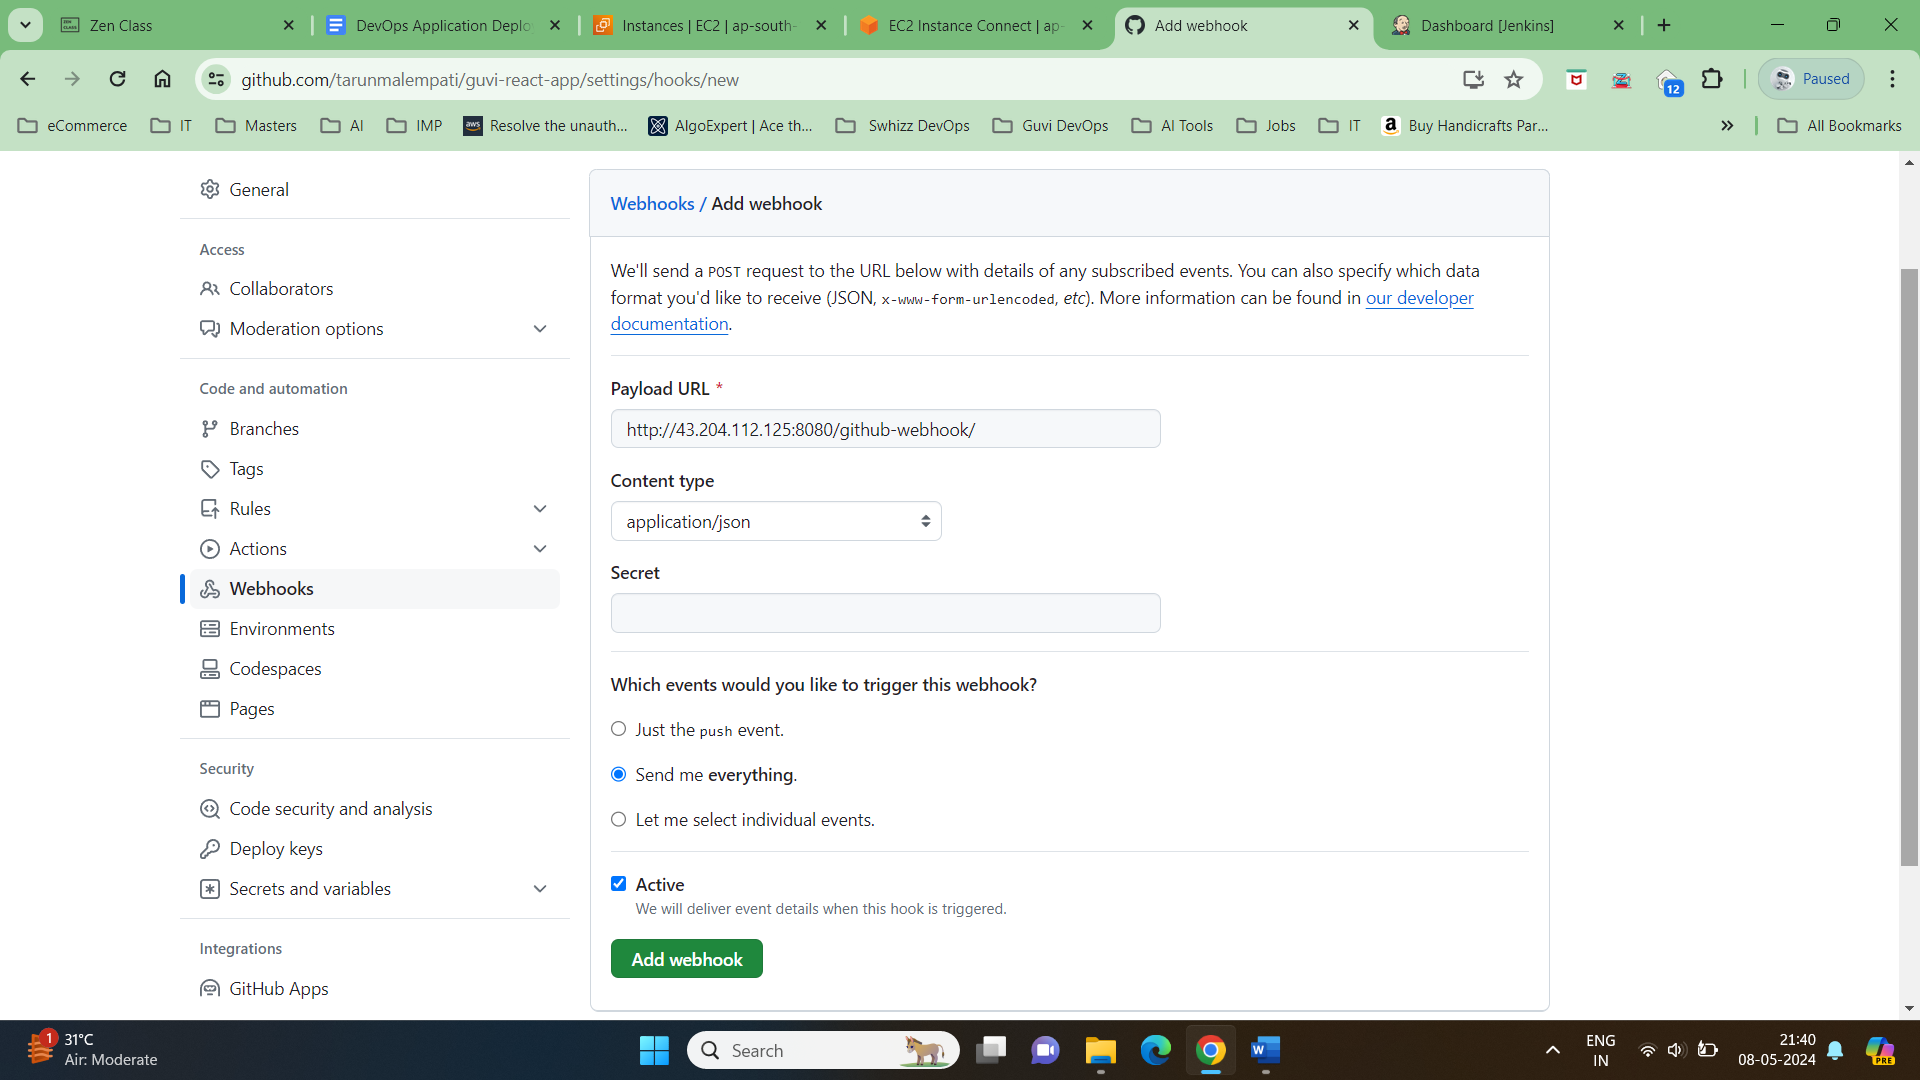 Zen Class
DevOps Application Deplo
Instances | EC2 | ap-south-
EC2 Instance Connect | ap-
Add webhook
Dashboard [Jenkins]
github.com/tarunmalempati/guvi-react-app/settings/hooks/new
12
Paused
eCommerce
IT
Masters
AI
IMP
aws
Resolve the unauth...
AlgoExpert | Ace th...
Swhizz DevOps
Guvi DevOps
AI Tools
Jobs
IT
Buy Handicrafts Par...
All Bookmarks
General
Access
Collaborators
Moderation options
Code and automation
Branches
Tags
Rules
Actions
Webhooks
Environments
Codespaces
Pages
Security
Code security and analysis
Deploy keys
Secrets and variables
Integrations
GitHub Apps
Webhooks / Add webhook
We'll send a POST request to the URL below with details of any subscribed events. You can also specify which data
format you'd like to receive (JSON, x-www-form-urlencoded, etc). More information can be found in our developer
documentation.
Payload URL *
http://43.204.112.125:8080/github-webhook/
Content type
application/json
Secret
Which events would you like to trigger this webhook?
Just the push event.
Send me everything.
Let me select individual events.
Active
We will deliver event details when this hook is triggered.
Add webhook
1
31°C
Air: Moderate
Search
W
ENG
IN
21:40
08-05-2024
PRE